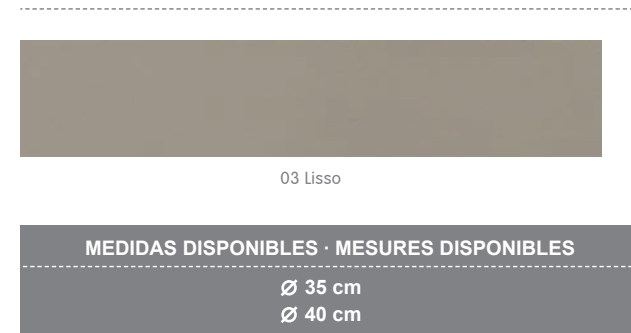 03 Lisso
MEDIDAS DISPONIBLES · MESURES DISPONIBLES
Ø 35 cm
Ø 40 cm